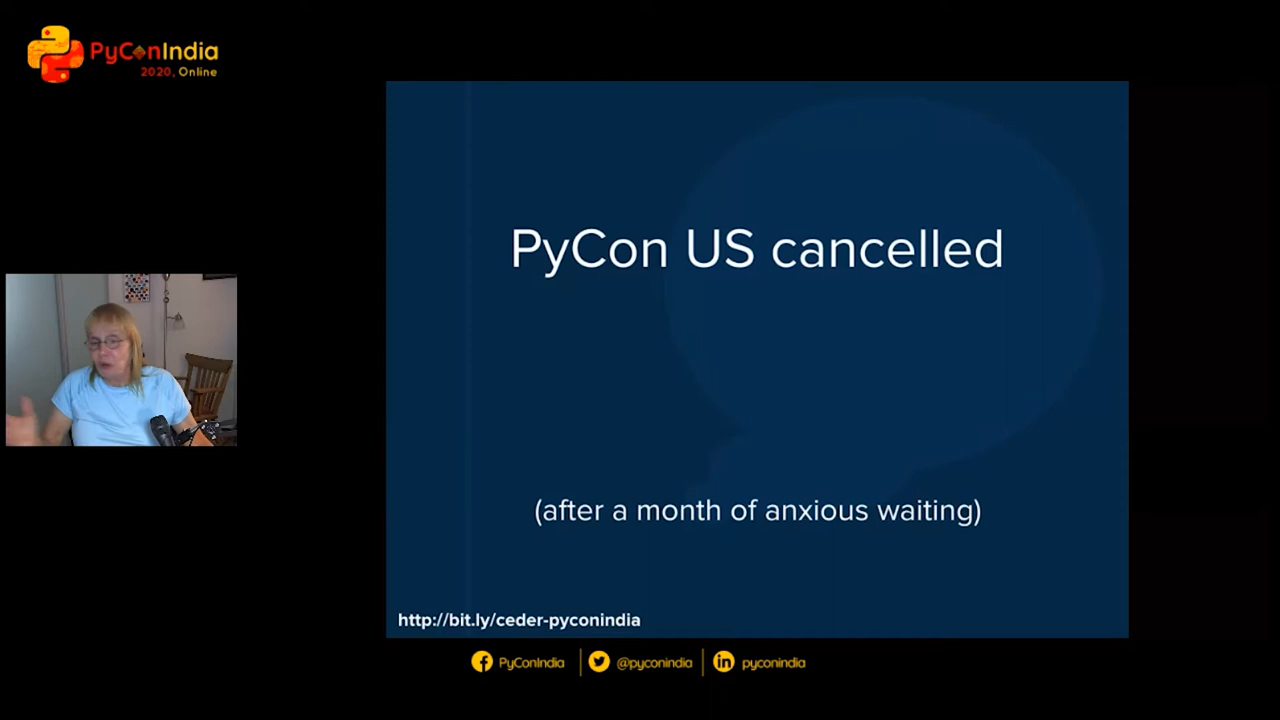 PyConIndia
2020, Online
PyCon US cancelled
(after a month of anxious waiting)
http://bit.ly/ceder-pyconindia
PyConIndia
@pyconindia
pyconindia